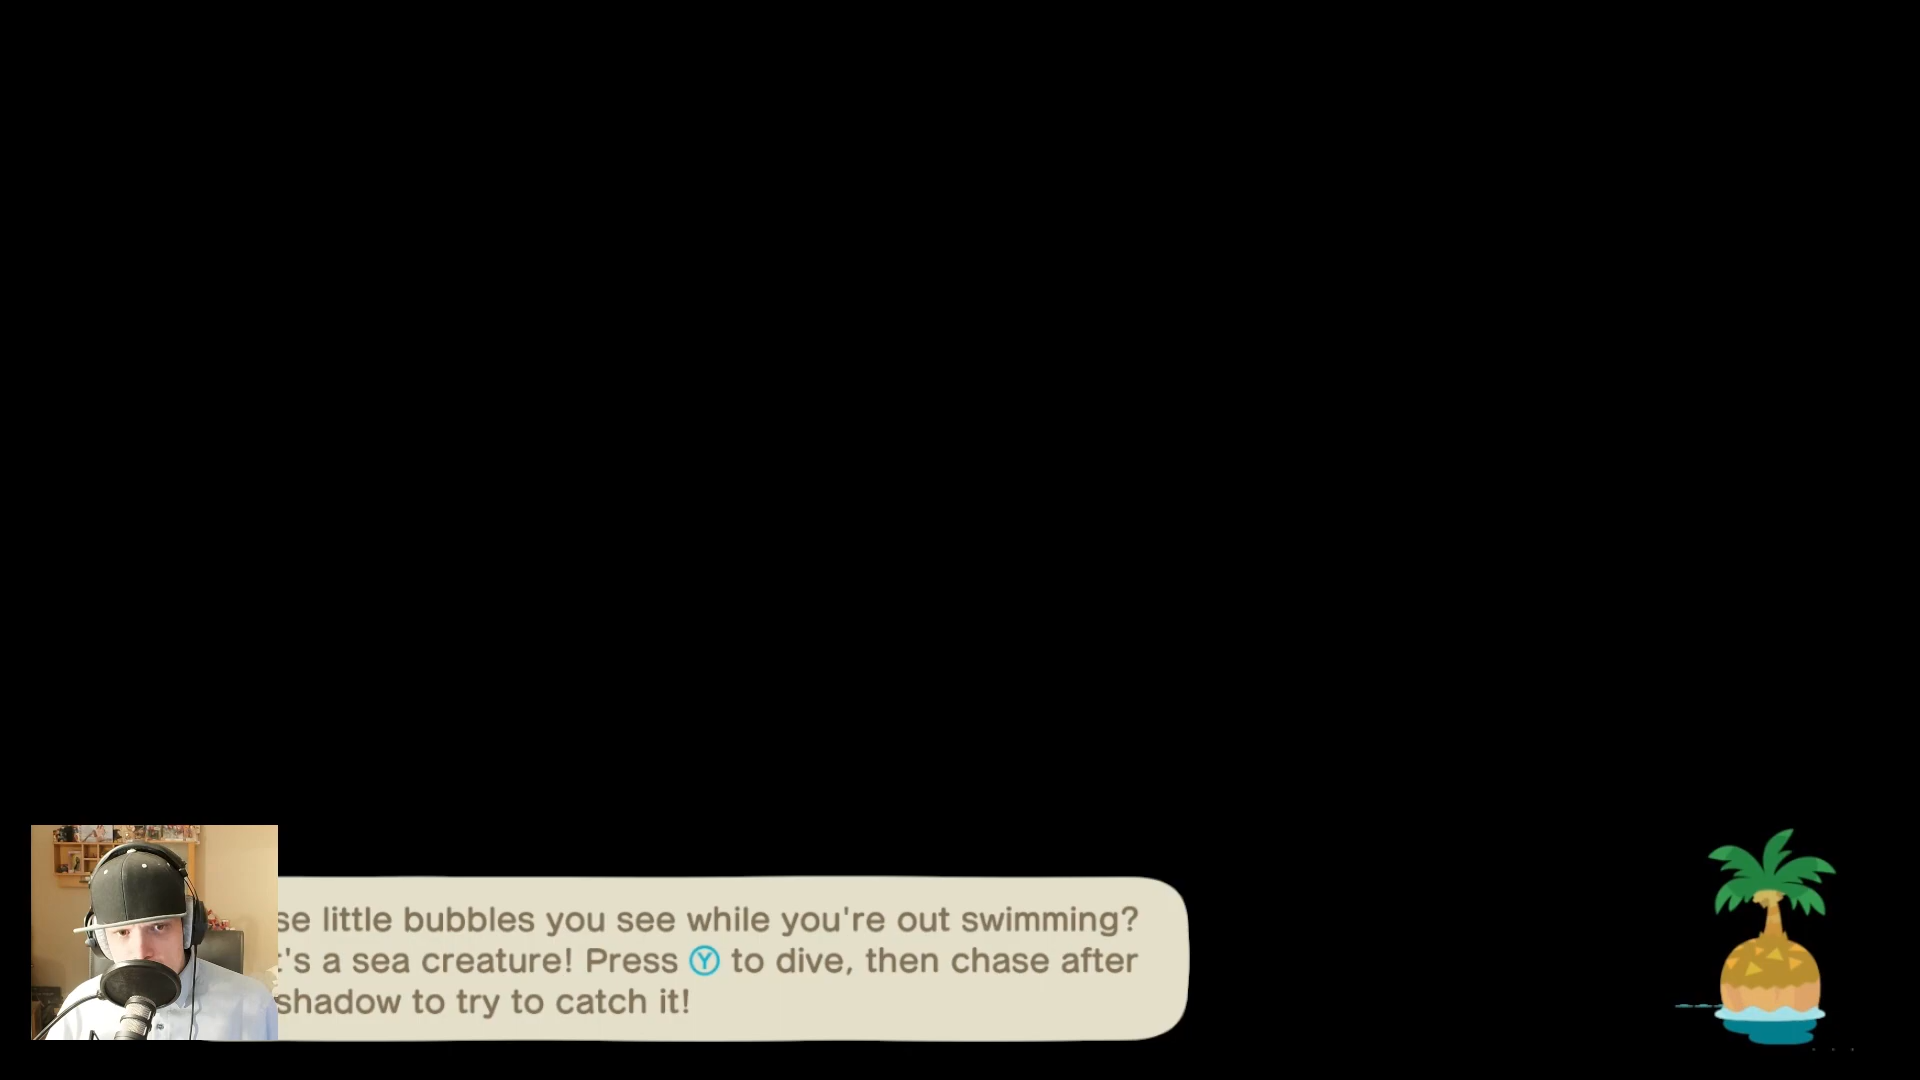 little bubbles you see while you're out swimming?
a sea creature! Press Ⓨ to dive, then chase after
shadow to try to catch it!